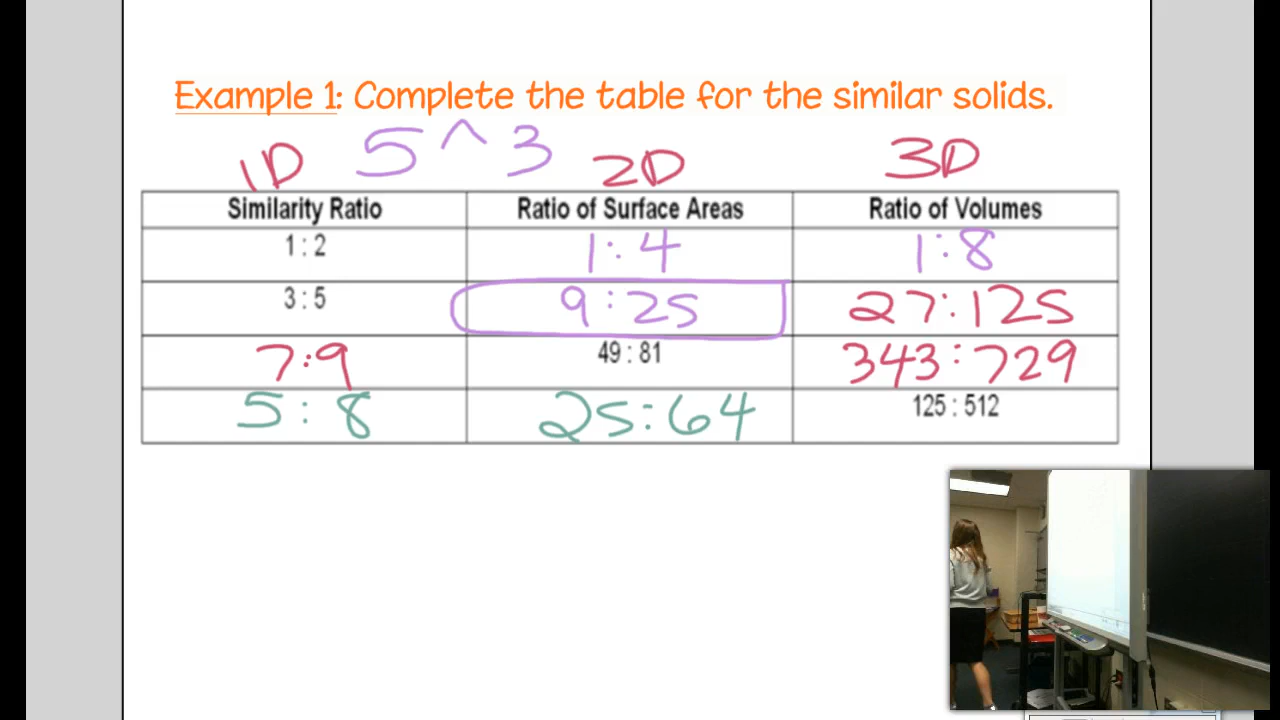 Example 1: Complete the table for the similar solids.
1D 5^3 2D 3D
Similarity Ratio Ratio of Surface Areas Ratio of Volumes
1 : 2 1:4 1:8
3 : 5 9:25 27:125
7:9 49 : 81 343:729
5:8 25:64 125 : 512